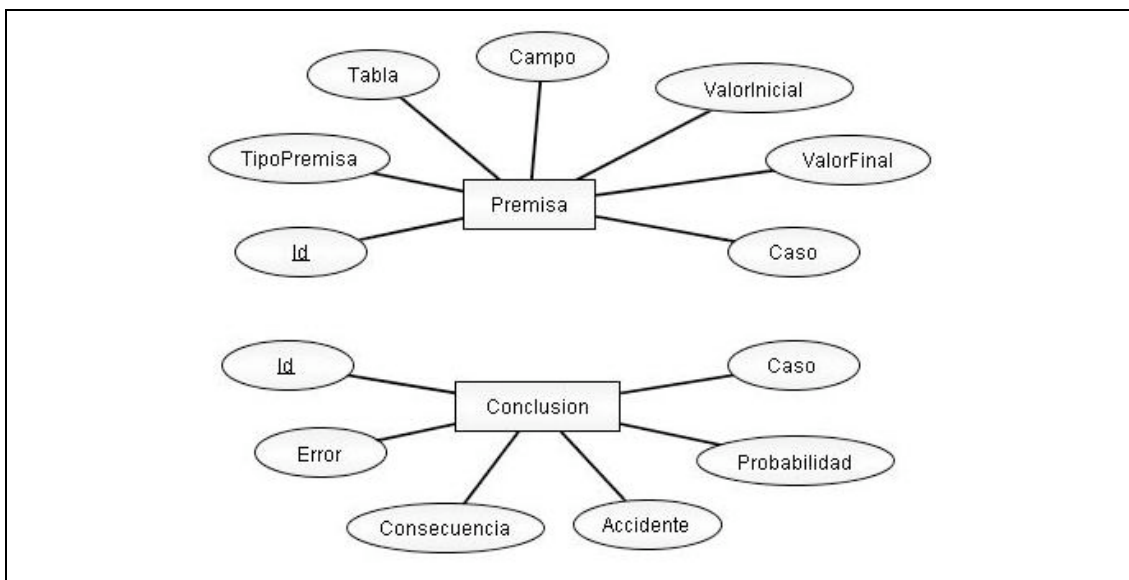 Campo
Tabla
ValorInicial
TipoPremisa
ValorFinal
Premisa
Id
Caso
Id
Caso
Conclusion
Error
Probabilidad
Consecuencia
Accidente